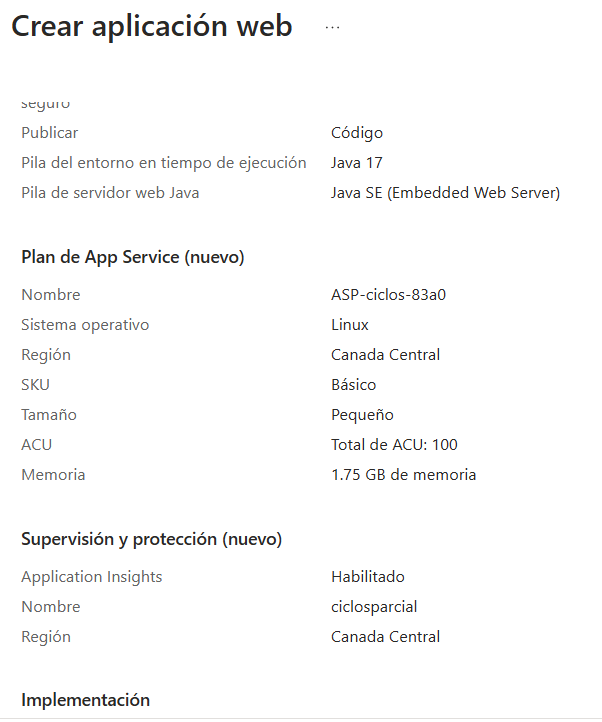 Crear aplicación web ...
seguro
Publicar Código
Pila del entorno en tiempo de ejecución Java 17
Pila de servidor web Java Java SE (Embedded Web Server)
Plan de App Service (nuevo)
Nombre ASP-ciclos-83a0
Sistema operativo Linux
Región Canada Central
SKU Básico
Tamaño Pequeño
ACU Total de ACU: 100
Memoria 1.75 GB de memoria
Supervisión y protección (nuevo)
Application Insights Habilitado
Nombre ciclosparcial
Región Canada Central
Implementación